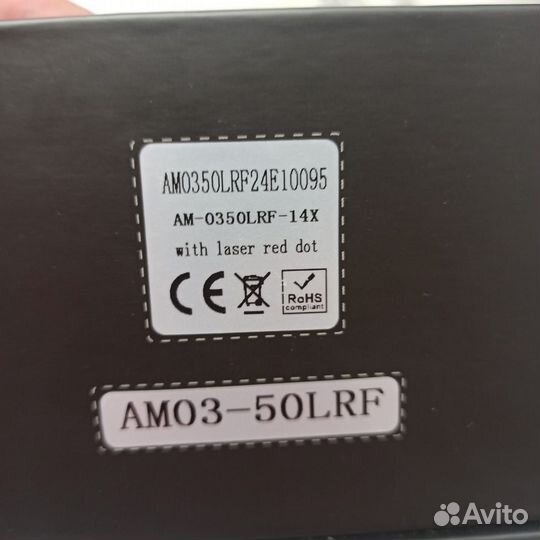 AM0350LRF24E10095
AM-0350LRF-14X
with laser red dot
CE
RoHS
compliant
AM03-50LRF
Avito